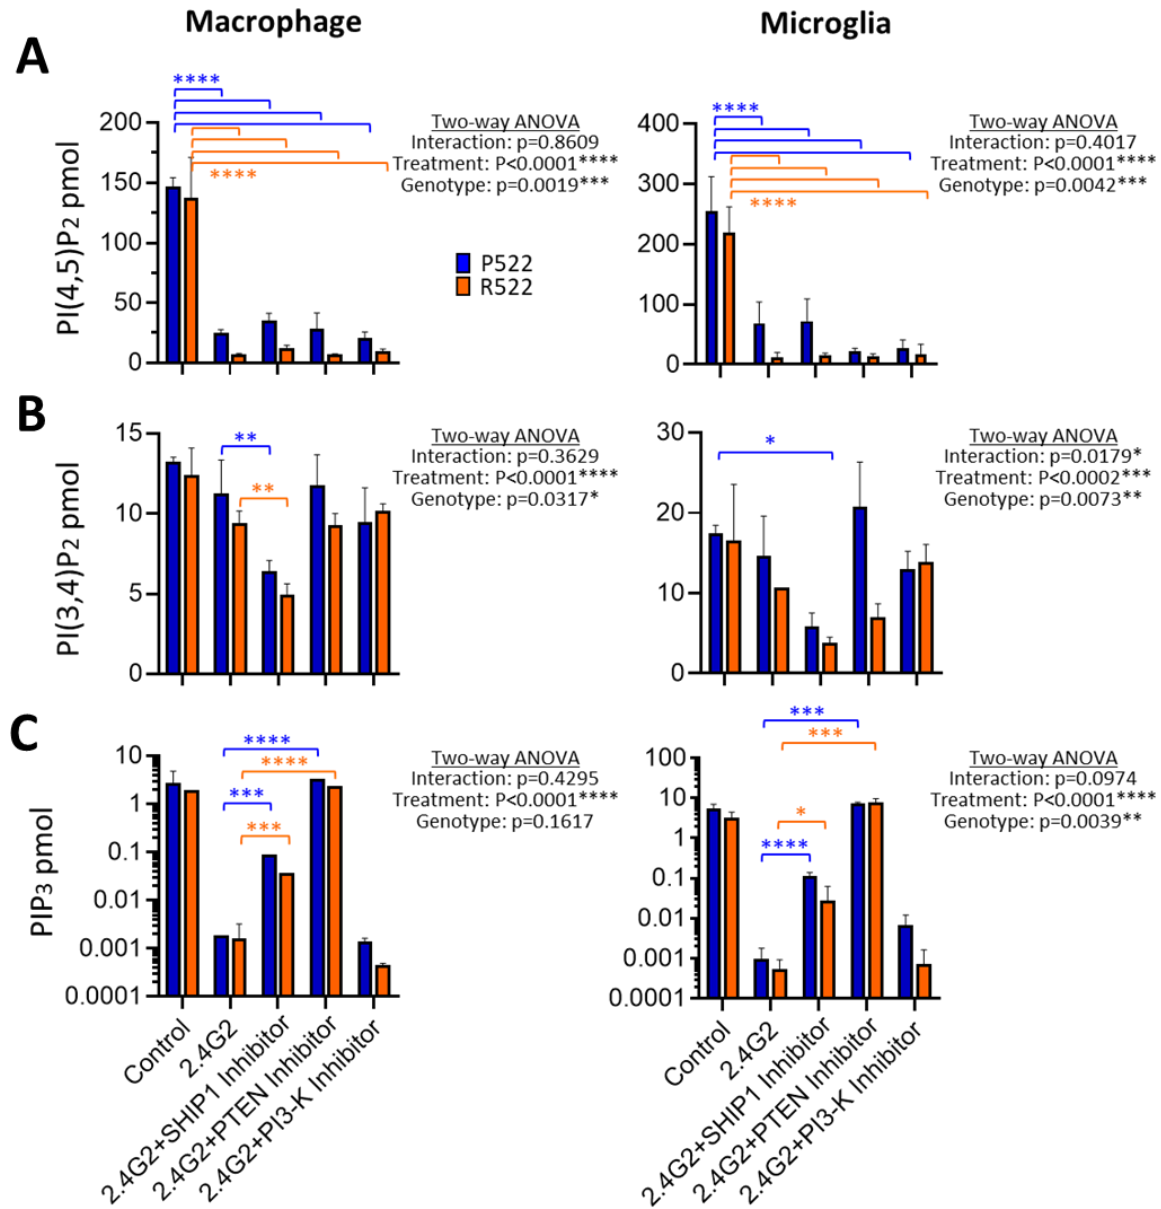 Macrophage
Microglia
A
PI(4,5)P2 pmol
200
150
100
50
0
****
****
Two-way ANOVA
Interaction: p=0.8609
Treatment: P<0.0001****
Genotype: p=0.0019***
P522
R522
400
300
200
100
0
****
****
Two-way ANOVA
Interaction: p=0.4017
Treatment: P<0.0001****
Genotype: p=0.0042***
B
PI(3,4)P2 pmol
15
10
5
0
**
**
Two-way ANOVA
Interaction: p=0.3629
Treatment: P<0.0001****
Genotype: p=0.0317*
30
20
10
0
*
Two-way ANOVA
Interaction: p=0.0179*
Treatment: P<0.0002***
Genotype: p=0.0073**
C
PIP3 pmol
10
1
0.1
0.01
0.001
0.0001
****
****
***
***
Two-way ANOVA
Interaction: p=0.4295
Treatment: P<0.0001****
Genotype: p=0.1617
Control
2.4G2
2.4G2+SHIP1 Inhibitor
2.4G2+PTEN Inhibitor
2.4G2+PI3-K Inhibitor
100
10
1
0.1
0.01
0.001
0.0001
***
***
*
****
Two-way ANOVA
Interaction: p=0.0974
Treatment: P<0.0001****
Genotype: p=0.0039**
Control
2.4G2
2.4G2+SHIP1 Inhibitor
2.4G2+PTEN Inhibitor
2.4G2+PI3-K Inhibitor